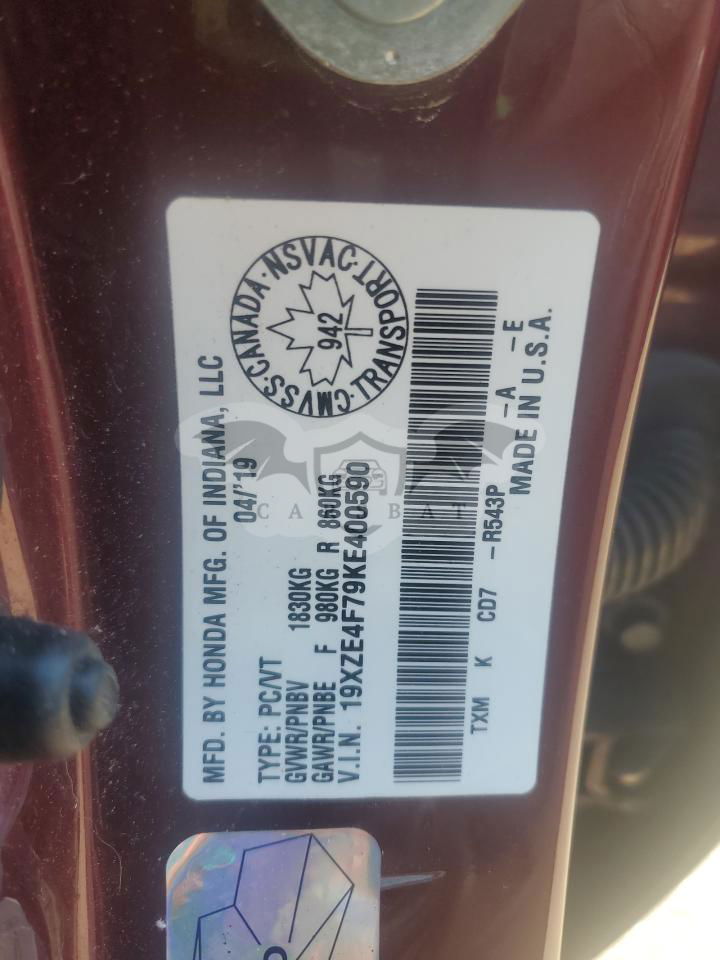 MFD. BY HONDA MFG. OF INDIANA, LLC
04/'19
TYPE: PC/VT
GVWR/PNBV 1830KG
GAWR/PNBE F 980KG R 860KG
V.I.N. 19XZE4F79KE400590
CMVSS·CANADA·NSVAC·TRANSPORT·
942
TXM K CD7 -R543P -A -E
MADE IN U.S.A.